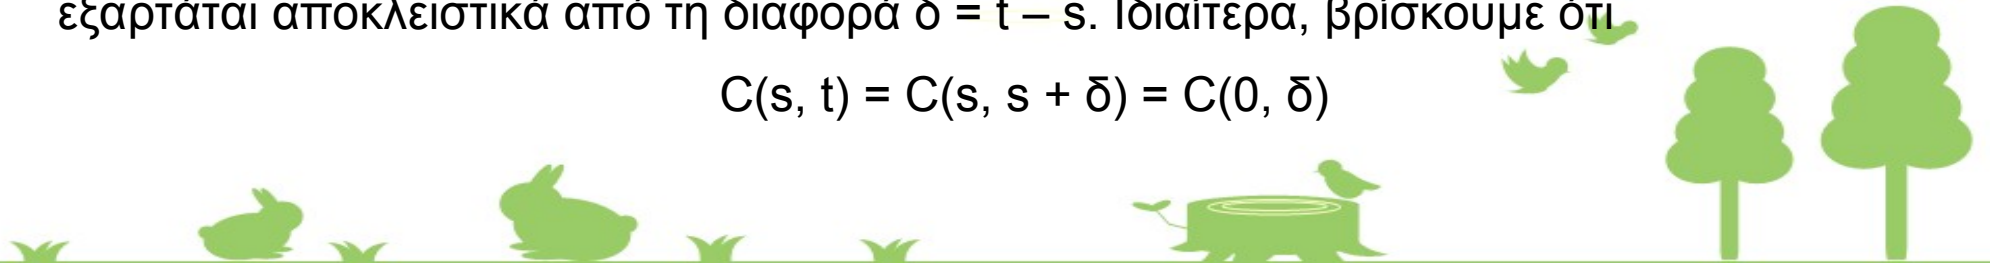 εξαρτάται αποκλειστικά από τη διαφορά δ = t – s. Ιδιαίτερα, βρίσκουμε ότι
C(s, t) = C(s, s + δ) = C(0, δ)